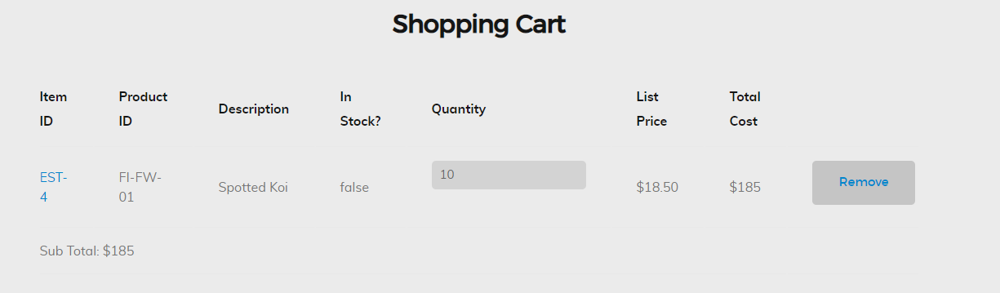 Shopping Cart
Item ID
Product ID
Description
In Stock?
Quantity
List Price
Total Cost
EST-4
FI-FW-01
Spotted Koi
false
10
$18.50
$185
Remove
Sub Total: $185